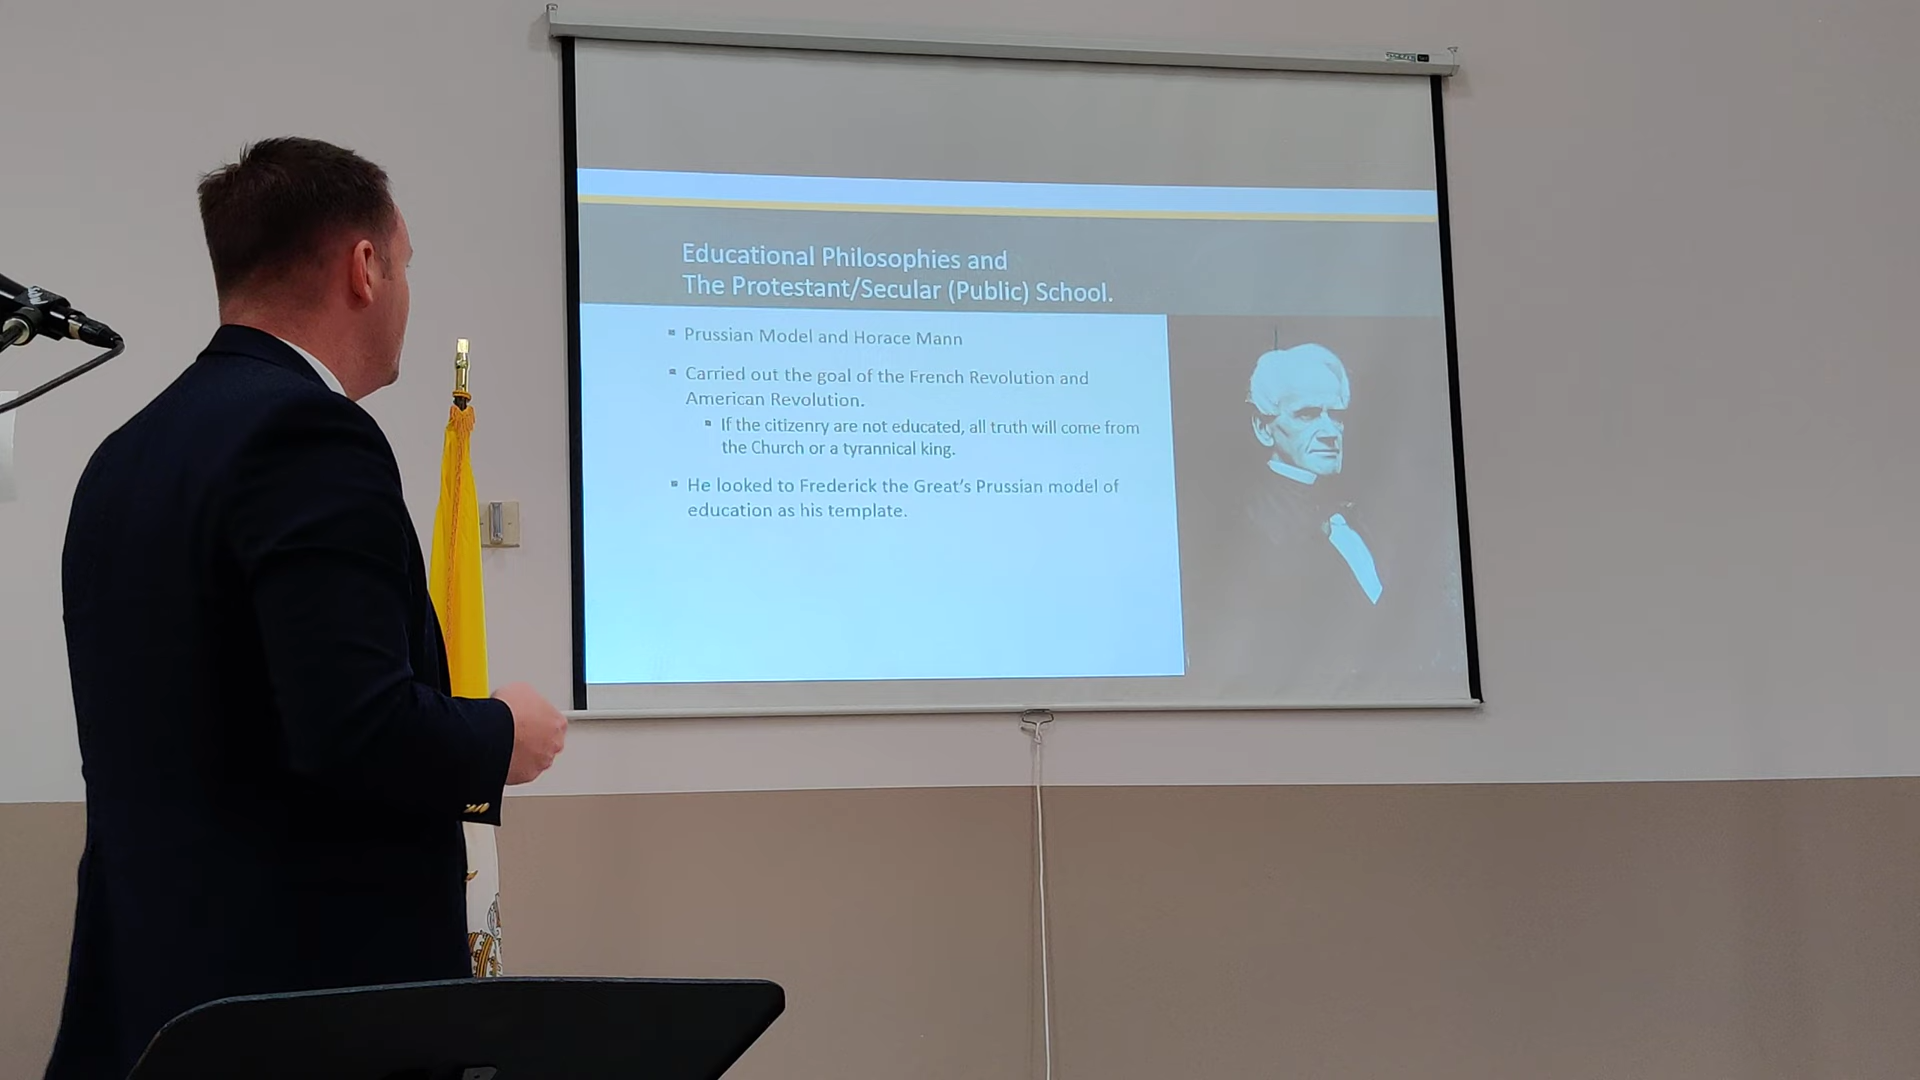 Educational Philosophies and
The Protestant/Secular (Public) School.
▪ Prussian Model and Horace Mann
▪ Carried out the goal of the French Revolution and
American Revolution.
▪ If the citizenry are not educated, all truth will come from
the Church or a tyrannical king.
▪ He looked to Frederick the Great's Prussian model of
education as his template.